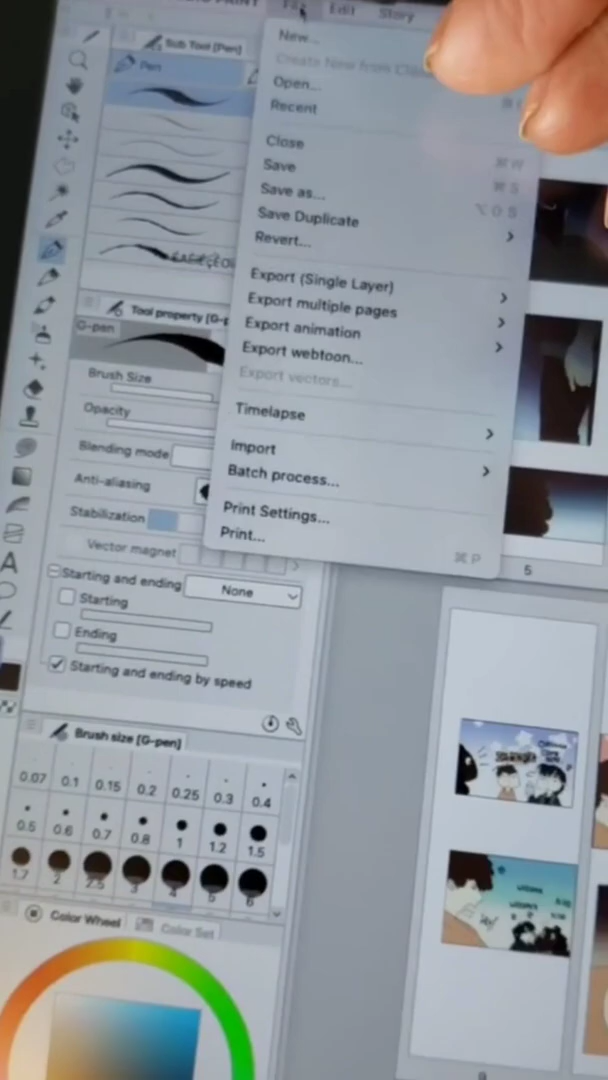 PAINT File Edit Story
Sub Tool [Pen]
Pen
New...
Open...
Recent
Close ⌘W
Save ⌘S
Save as... ⌥⇧S
Save Duplicate
Revert...
Export (Single Layer)
Export multiple pages
Export animation
Export webtoon...
Export vectors...
Timelapse
Import
Batch process...
Print Settings...
Print... ⌘P
Tool property [G-p
G-pen
Brush Size
Opacity
Blending mode
Anti-aliasing
Stabilization
Vector magnet
Starting and ending None
Starting
Ending
Starting and ending by speed
Brush size [G-pen]
0.07 0.1 0.15 0.2 0.25 0.3 0.4
0.5 0.6 0.7 0.8 1 1.2 1.5
1.7 2 2.5 3 4 5 6
Color Wheel Color Set
A
5